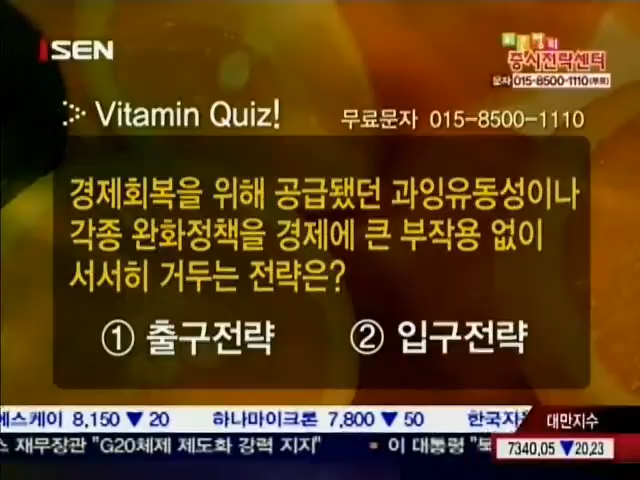 SEN
증시전략센터
문자 015-8500-1110(무료)
Vitamin Quiz!
무료문자 015-8500-1110
경제회복을 위해 공급됐던 과잉유동성이나
각종 완화정책을 경제에 큰 부작용 없이
서서히 거두는 전략은?
① 출구전략 ② 입구전략
에스케이 8,150 ▼ 20 하나마이크론 7,800 ▼ 50 한국자 대만지수
스 재무장관 "G20체제 제도화 강력 지지" 이 대통령 "북 7340,05 ▼20,23